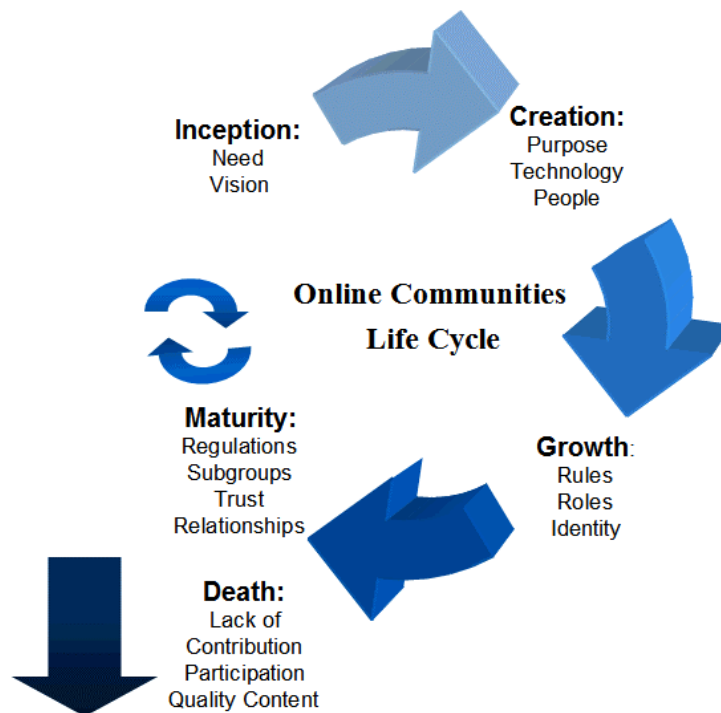 Inception:
Need
Vision
Creation:
Purpose
Technology
People
Online Communities
Life Cycle
Maturity:
Regulations
Subgroups
Trust
Relationships
Growth:
Rules
Roles
Identity
Death:
Lack of
Contribution
Participation
Quality Content